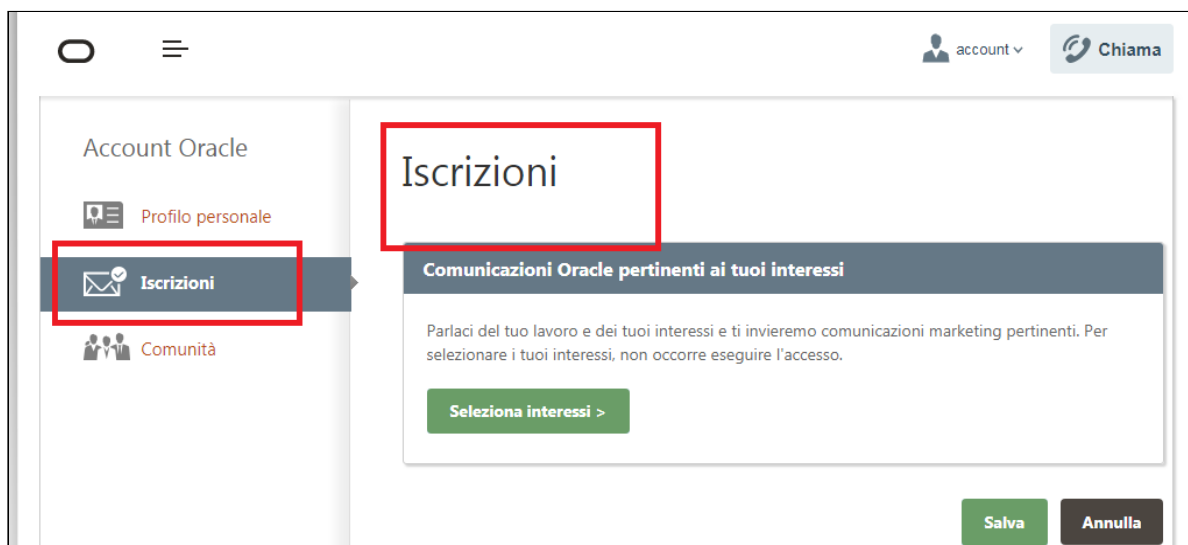 account
Chiama
Account Oracle
Profilo personale
Iscrizioni
Comunità
Iscrizioni
Comunicazioni Oracle pertinenti ai tuoi interessi
Parlaci del tuo lavoro e dei tuoi interessi e ti invieremo comunicazioni marketing pertinenti. Per
selezionare i tuoi interessi, non occorre eseguire l'accesso.
Seleziona interessi >
Salva
Annulla